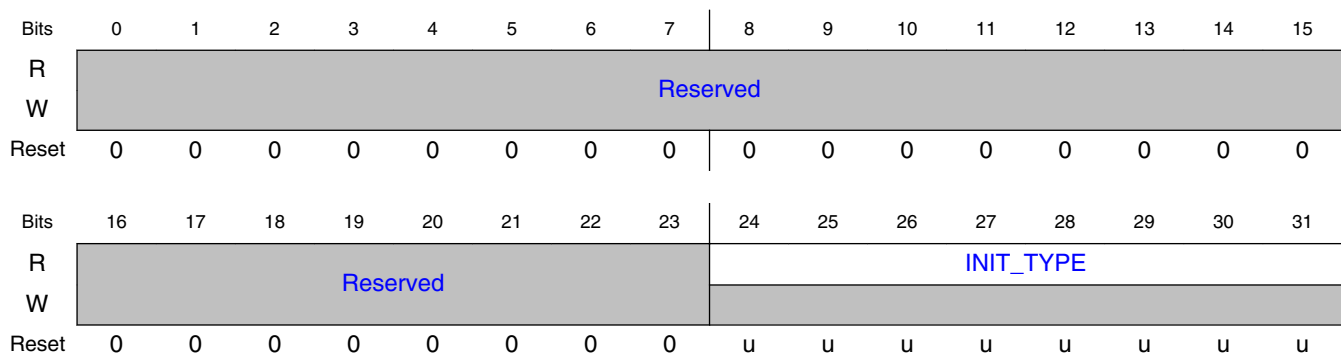 Bits 0 1 2 3 4 5 6 7 8 9 10 11 12 13 14 15
R
Reserved
W
Reset 0 0 0 0 0 0 0 0 0 0 0 0 0 0 0 0
Bits 16 17 18 19 20 21 22 23 24 25 26 27 28 29 30 31
R INIT_TYPE
Reserved
W
Reset 0 0 0 0 0 0 0 0 u u u u u u u u